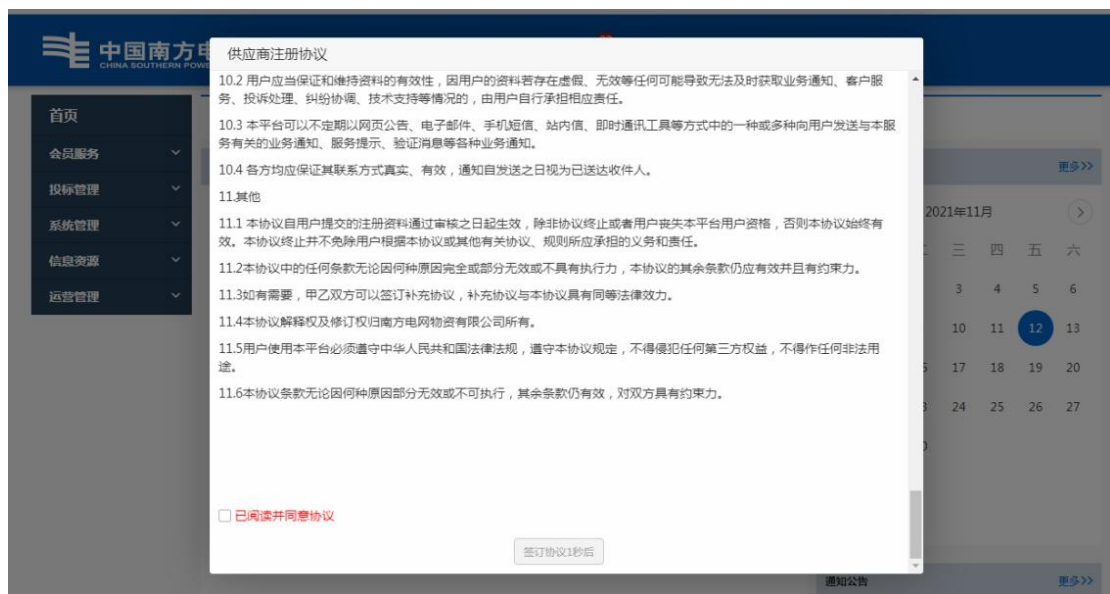 中国南方电
CHINA SOUTHERN POWE
供应商注册协议
首页
会员服务
投标管理
系统管理
信息资源
运营管理
10.2 用户应当保证和维持资料的有效性，因用户的资料若存在虚假、无效等任何可能导致无法及时获取业务通知、客户服
务、投诉处理、纠纷协调、技术支持等情况的，由用户自行承担相应责任。
10.3 本平台可以不定期以网页公告、电子邮件、手机短信、站内信、即时通讯工具等方式中的一种或多种向用户发送与本服
务有关的业务通知、服务提示、验证消息等各种业务通知。
10.4 各方均应保证其联系方式真实、有效，通知自发送之日视为已送达收件人。
11.其他
11.1 本协议自用户提交的注册资料通过审核之日起生效，除非协议终止或者用户丧失本平台用户资格，否则本协议始终有
效。本协议终止并不免除用户根据本协议或其他有关协议、规则所应承担的义务和责任。
11.2本协议中的任何条款无论因何种原因完全或部分无效或不具有执行力，本协议的其余条款仍应有效并且有约束力。
11.3如有需要，甲乙双方可以签订补充协议，补充协议与本协议具有同等法律效力。
11.4本协议解释权及修订权归南方电网物资有限公司所有。
11.5用户使用本平台必须遵守中华人民共和国法律法规，遵守本协议规定，不得侵犯任何第三方权益，不得作任何非法用
途。
11.6本协议条款无论因何种原因部分无效或不可执行，其余条款仍有效，对双方具有约束力。
已阅读并同意协议
签订协议1秒后
更多>>
2021年11月
三 四 五 六
3 4 5 6
10 11 12 13
17 18 19 20
24 25 26 27
通知公告
更多>>